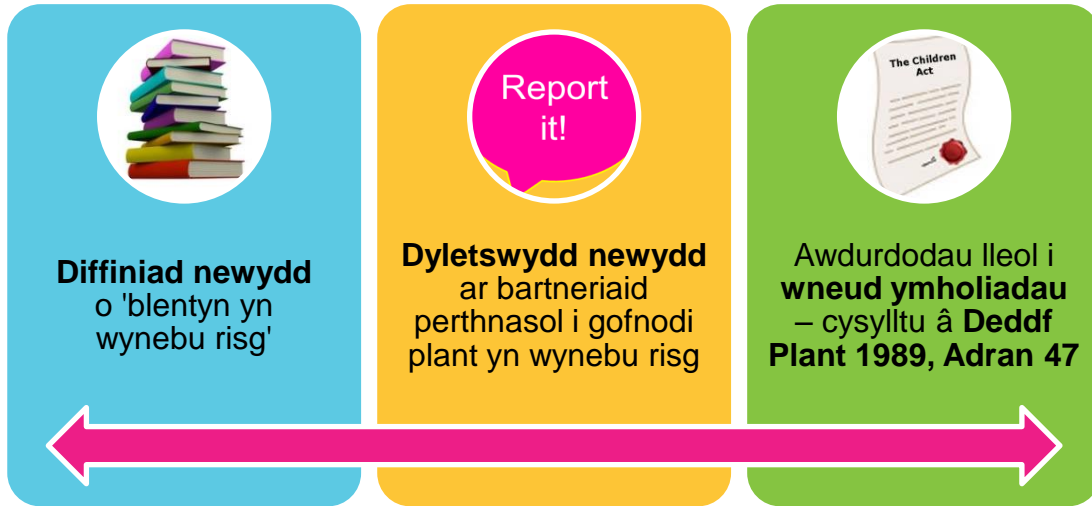 Report
it!
The Children
Act
Diffiniad newydd
o 'blentyn yn
wynebu risg'
Dyletswydd newydd
ar bartneriaid
perthnasol i gofnodi
plant yn wynebu risg
Awdurdodau lleol i
wneud ymholiadau
– cysylltu â Deddf
Plant 1989, Adran 47